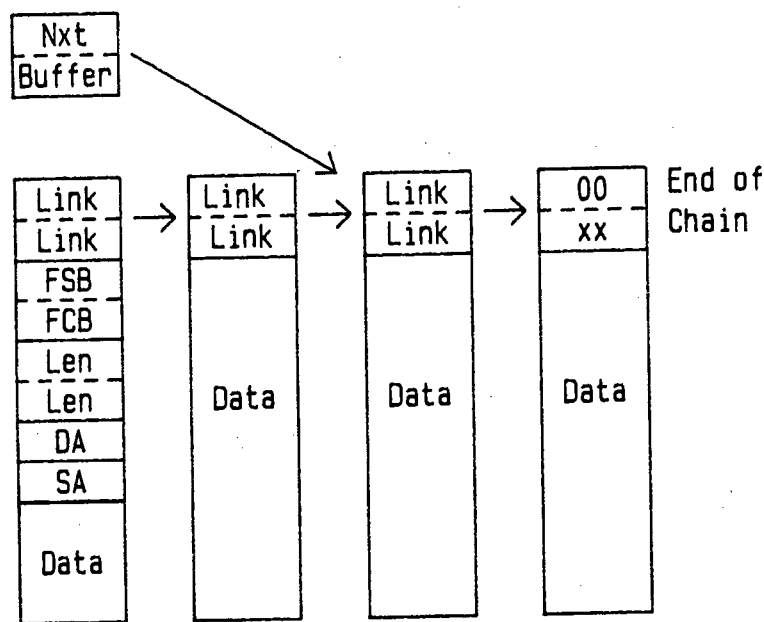 Nxt
Buffer
Link
Link
FSB
FCB
Len
Len
DA
SA
Data
Link
Link
Data
Link
Link
Data
00
xx
Data
End of
Chain